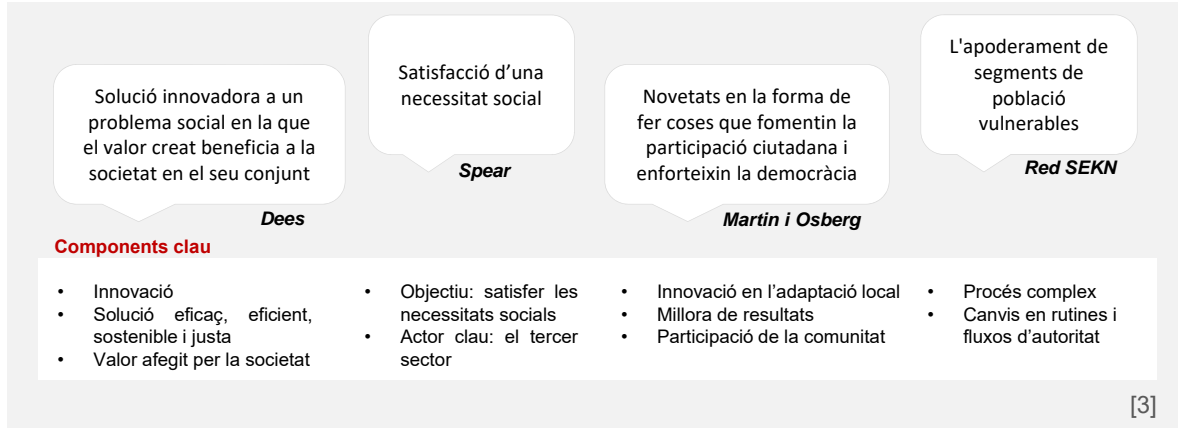 Solució innovadora a un
problema social en la que
el valor creat beneficia a la
societat en el seu conjunt
Dees
Satisfacció d’una
necessitat social
Spear
Novetats en la forma de
fer coses que fomentin la
participació ciutadana i
enforteixin la democràcia
Martin i Osberg
L'apoderament de
segments de
població
vulnerables
Red SEKN
Components clau
• Innovació
• Solució eficaç, eficient,
sostenible i justa
• Valor afegit per la societat
• Objectiu: satisfer les
necessitats socials
• Actor clau: el tercer
sector
• Innovació en l’adaptació local
• Millora de resultats
• Participació de la comunitat
• Procés complex
• Canvis en rutines i
fluxos d’autoritat
[3]